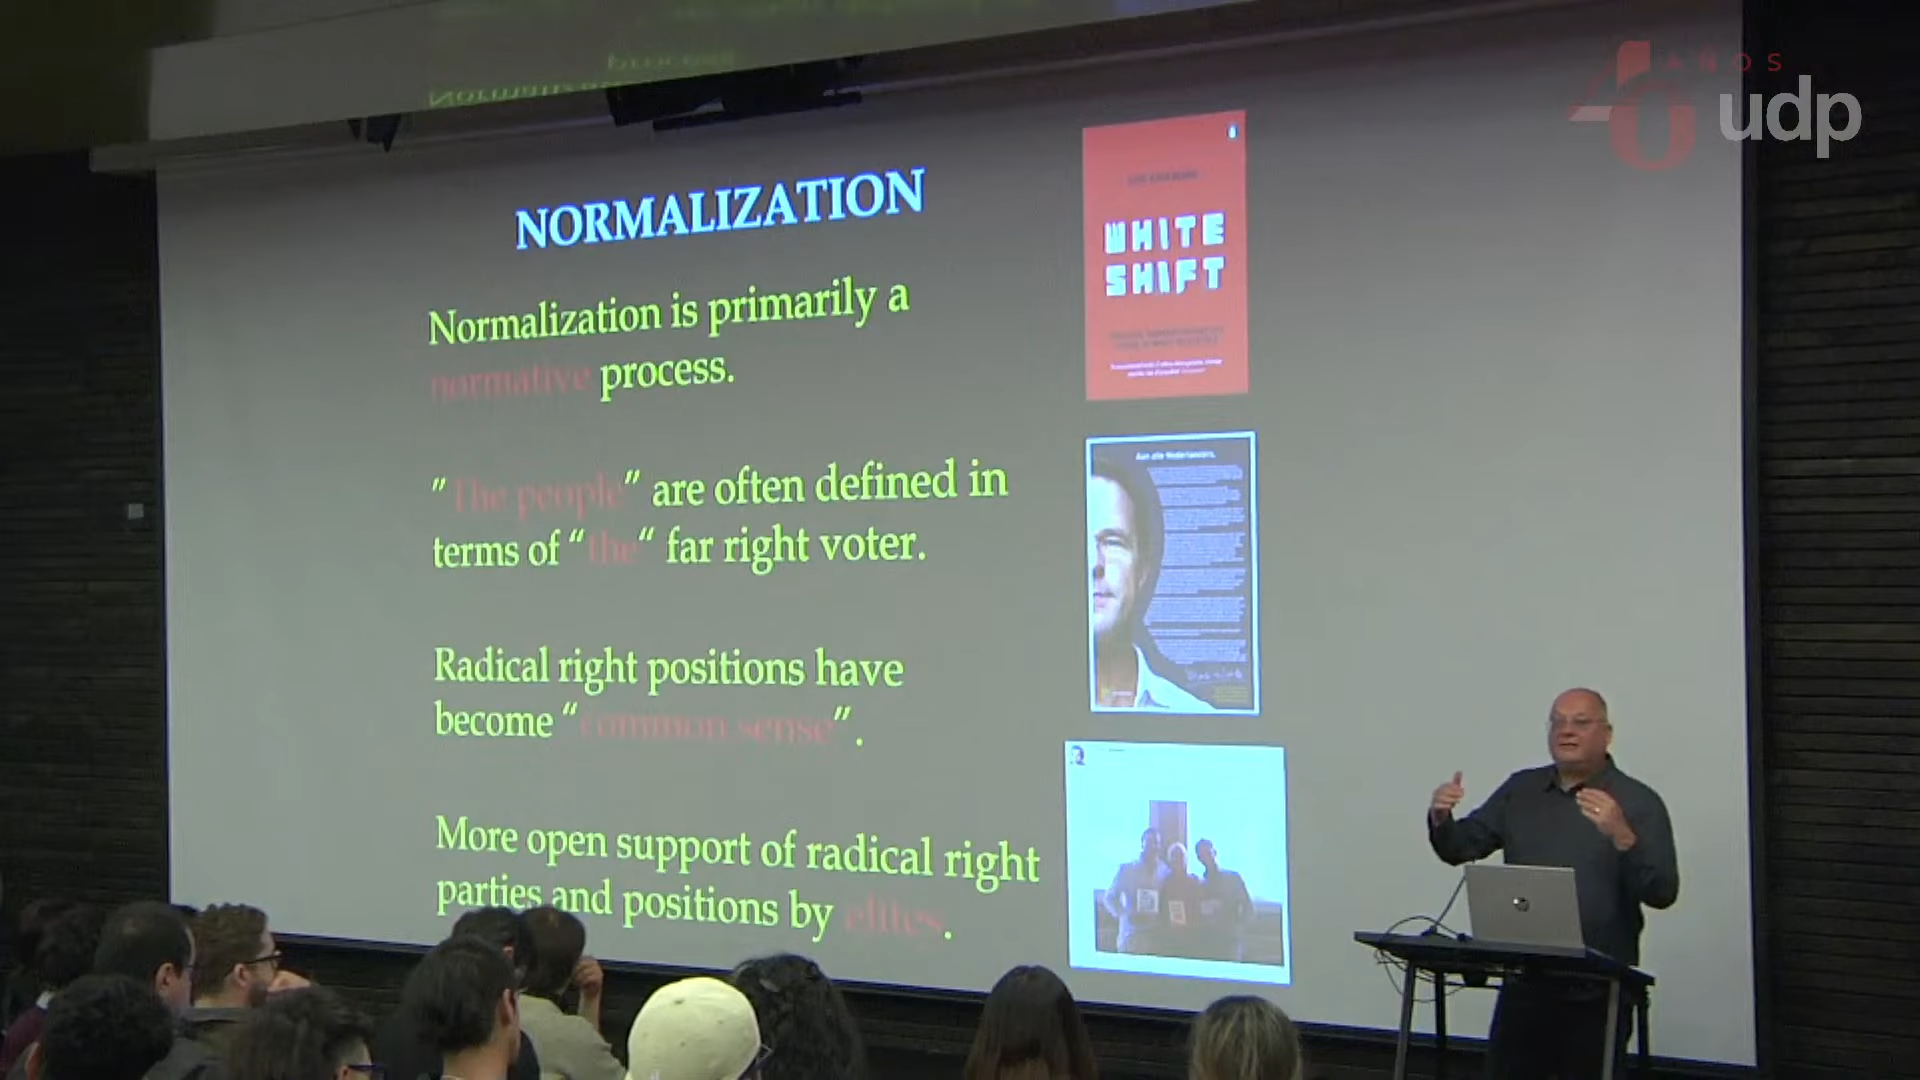 AÑOS
udp
NORMALIZATION
Normalization is primarily a
normative process.
"The people" are often defined in
terms of “the“ far right voter.
Radical right positions have
become “common sense”.
More open support of radical right
parties and positions by elites.
WHITE
SHIFT
Aan alle Nederlanders,